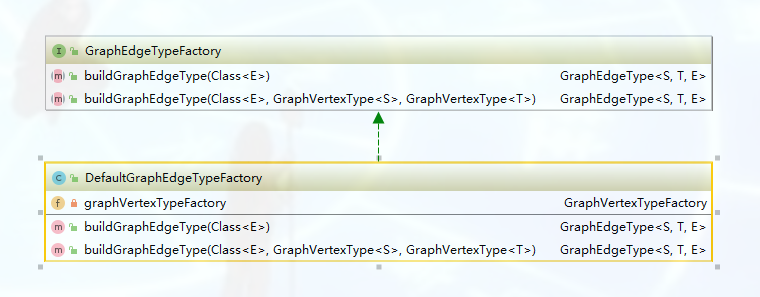 I GraphEdgeTypeFactory
m buildGraphEdgeType(Class<E>) GraphEdgeType<S, T, E>
m buildGraphEdgeType(Class<E>, GraphVertexType<S>, GraphVertexType<T>) GraphEdgeType<S, T, E>
C DefaultGraphEdgeTypeFactory
f graphVertexTypeFactory GraphVertexTypeFactory
m buildGraphEdgeType(Class<E>) GraphEdgeType<S, T, E>
m buildGraphEdgeType(Class<E>, GraphVertexType<S>, GraphVertexType<T>) GraphEdgeType<S, T, E>